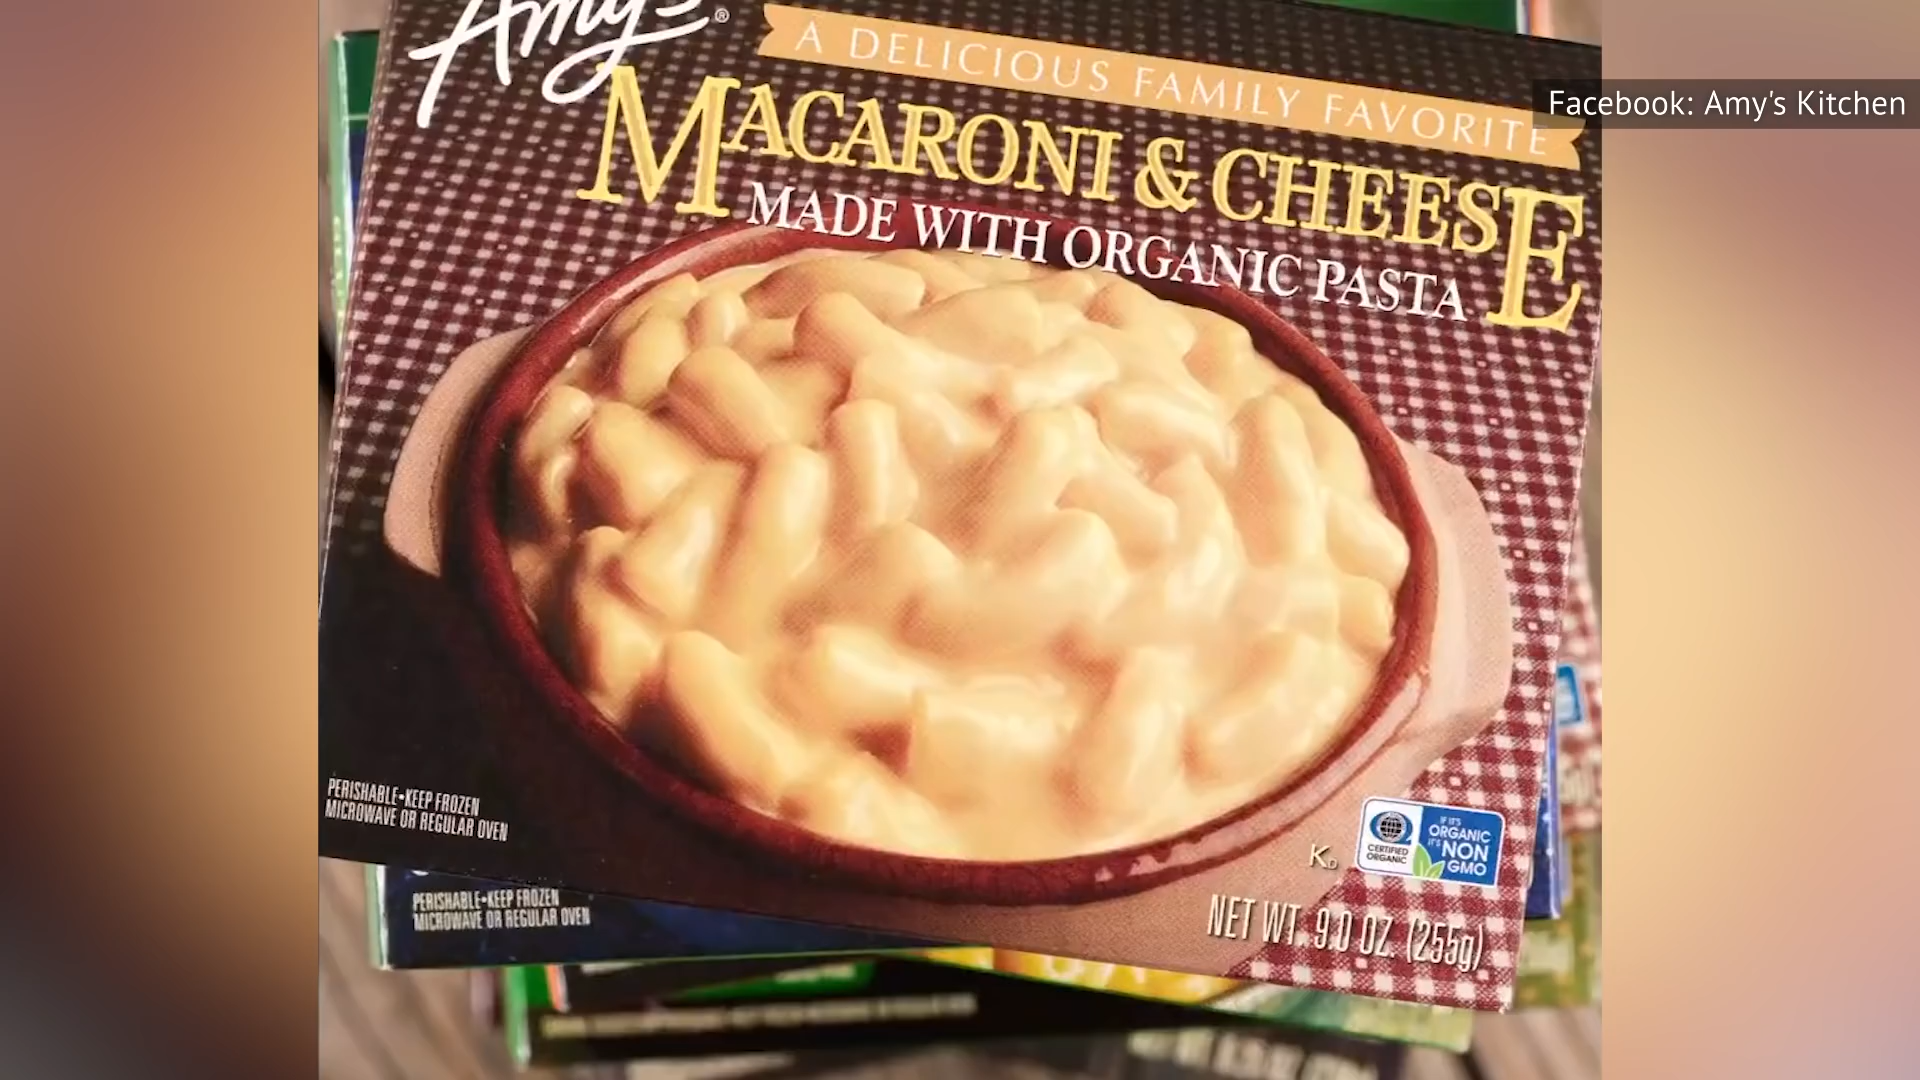 Amy's®
A DELICIOUS FAMILY FAVORITE
Facebook: Amy's Kitchen
MACARONI & CHEESE
MADE WITH ORGANIC PASTA
PERISHABLE•KEEP FROZEN
MICROWAVE OR REGULAR OVEN
CERTIFIED
ORGANIC
IF IT'S
ORGANIC
IT'S NON
GMO
KD
NET WT. 9.0 OZ. (255g)
PERISHABLE•KEEP FROZEN
MICROWAVE OR REGULAR OVEN